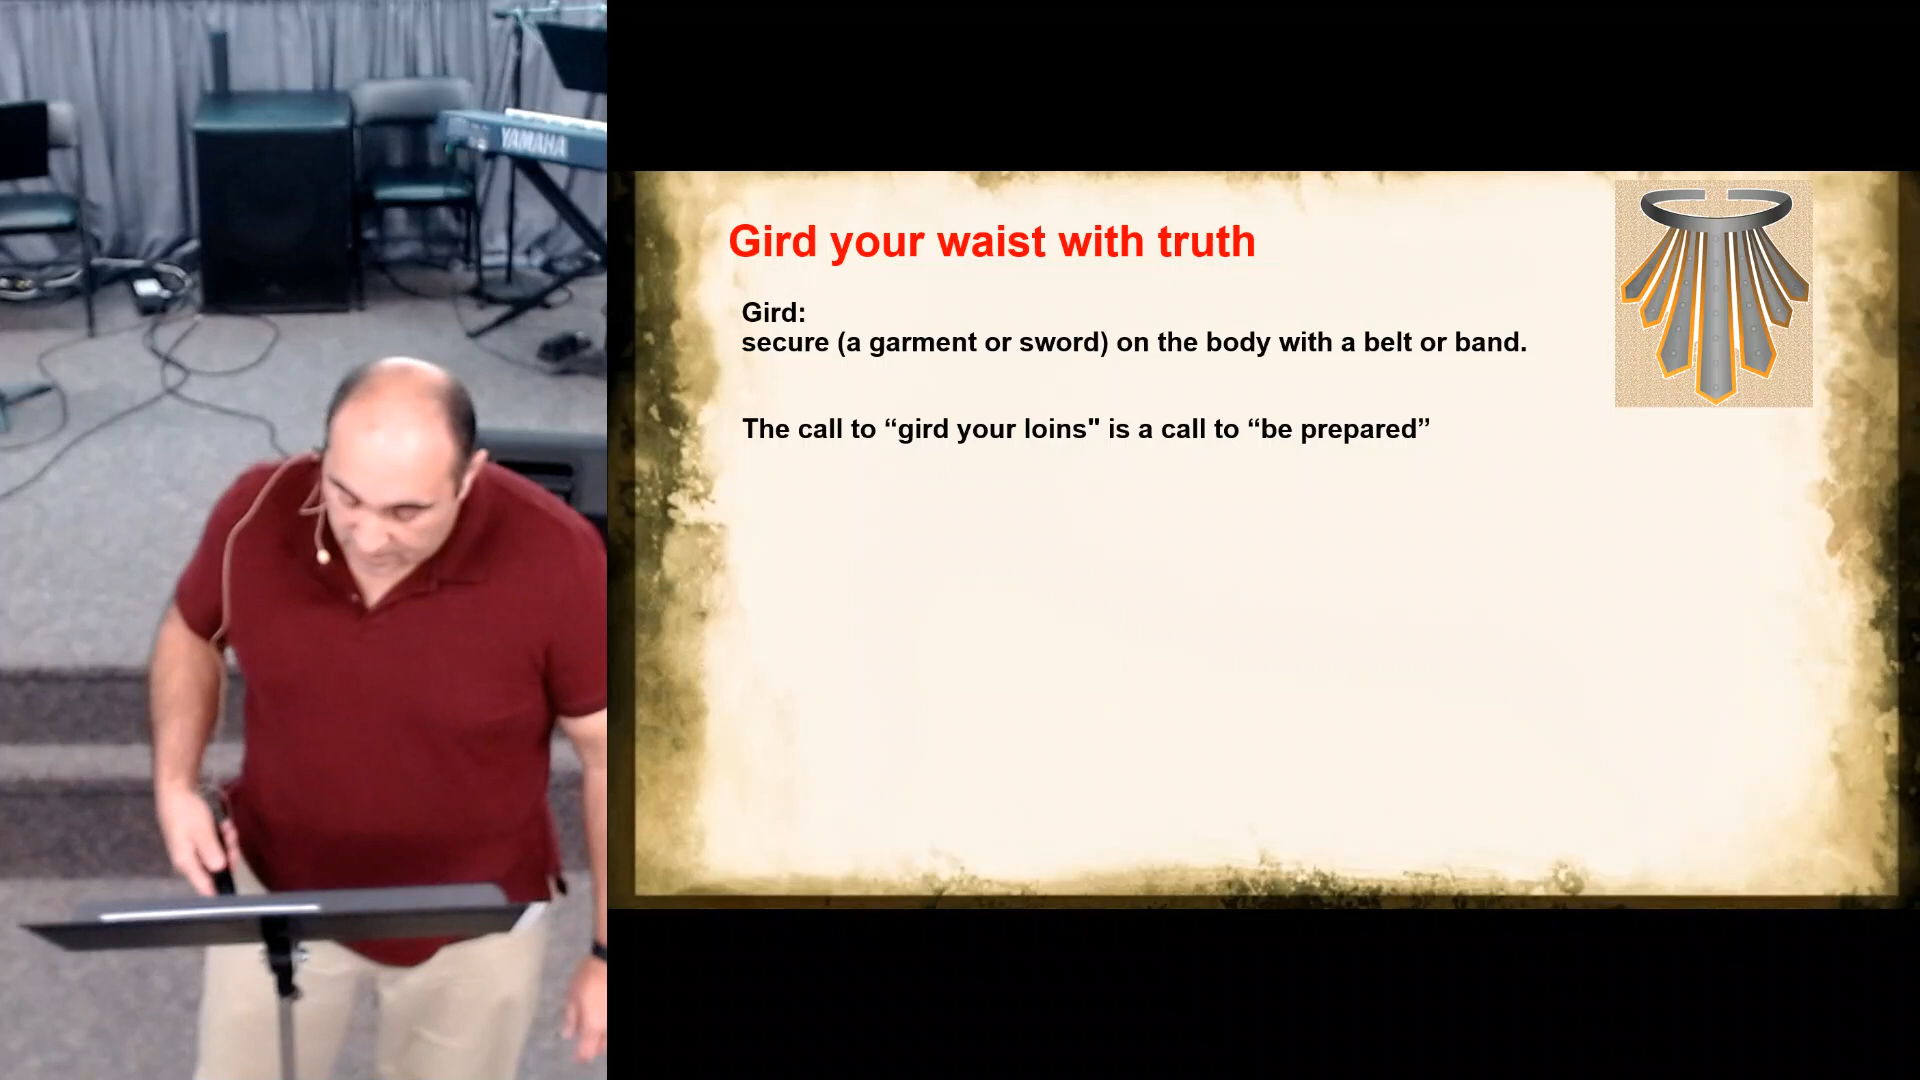 YAMAHA
Gird your waist with truth
Gird:
secure (a garment or sword) on the body with a belt or band.
The call to “gird your loins" is a call to “be prepared”